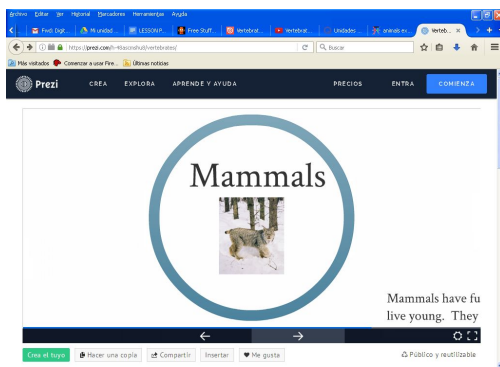 Archivo Editar Ver Historial Marcadores Herramientas Ayuda
Fwd: Digit... Mi unidad ... LESSON P... Free Stuff... Vertebrat... Vertebrat... Unidades ... animals ex... Verteb...
https://prezi.com/h-46ascnshub/vertebrates/ Buscar
Más visitados Comenzar a usar Fire... Últimas noticias
Prezi CREA EXPLORA APRENDE Y AYUDA PRECIOS ENTRA COMIENZA
Mammals
Mammals have fu
live young. They
Crea el tuyo Hacer una copia Compartir Insertar Me gusta Público y reutilizable